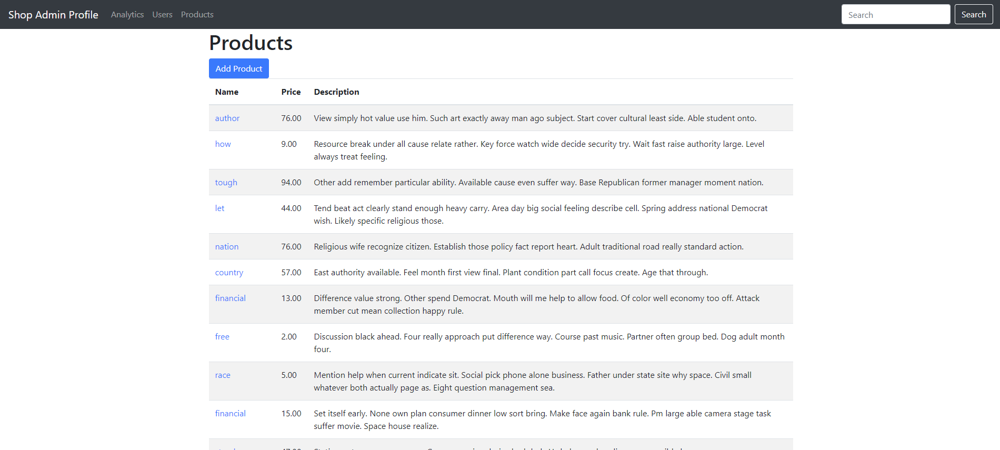 Shop Admin Profile Analytics Users Products Search Search
Products
Add Product
Name Price Description
author 76.00 View simply hot value use him. Such art exactly away man ago subject. Start cover cultural least side. Able student onto.
how 9.00 Resource break under all cause relate rather. Key force watch wide decide security try. Wait fast raise authority large. Level
always treat feeling.
tough 94.00 Other add remember particular ability. Available cause even suffer way. Base Republican former manager moment nation.
let 44.00 Tend beat act clearly stand enough heavy carry. Area day big social feeling describe cell. Spring address national Democrat
wish. Likely specific religious those.
nation 76.00 Religious wife recognize citizen. Establish those policy fact report heart. Adult traditional road really standard action.
country 57.00 East authority available. Feel month first view final. Plant condition part call focus create. Age that through.
financial 13.00 Difference value strong. Other spend Democrat. Mouth will me help to allow food. Of color well economy too off. Attack
member cut mean collection happy rule.
free 2.00 Discussion black ahead. Four really approach put difference way. Course past music. Partner often group bed. Dog adult month
four.
race 5.00 Mention help when current indicate sit. Social pick phone alone business. Father under state site why space. Civil small
whatever both actually page as. Eight question management sea.
financial 15.00 Set itself early. None own plan consumer dinner low sort bring. Make face again bank rule. Pm large able camera stage task
suffer movie. Space house realize.